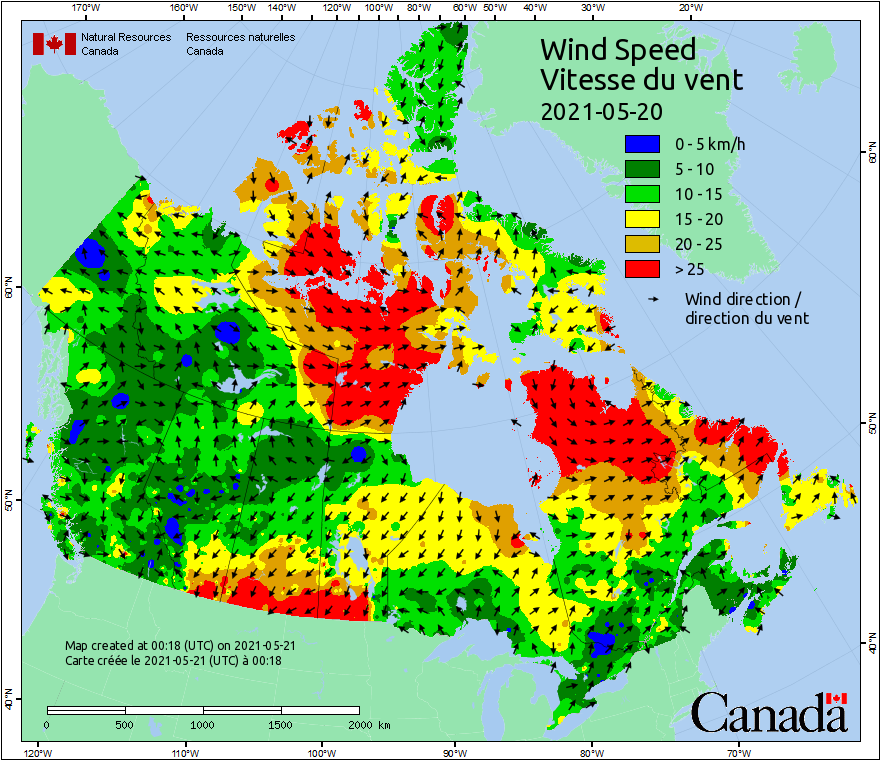 170°W 160°W 150°W 140°W 120°W 100°W 80°W 60°W 50°W 40°W 30°W 20°W
Natural Resources Ressources naturelles
Canada Canada
Wind Speed
Vitesse du vent
2021-05-20
0 - 5 km/h
5 - 10
10 - 15
15 - 20
20 - 25
> 25
Wind direction /
direction du vent
60°N
50°N
40°N
60°N
50°N
40°N
Map created at 00:18 (UTC) on 2021-05-21
Carte créée le 2021-05-21 (UTC) à 00:18
0 500 1000 1500 2000 km
Canada
120°W 110°W 100°W 90°W 80°W 70°W